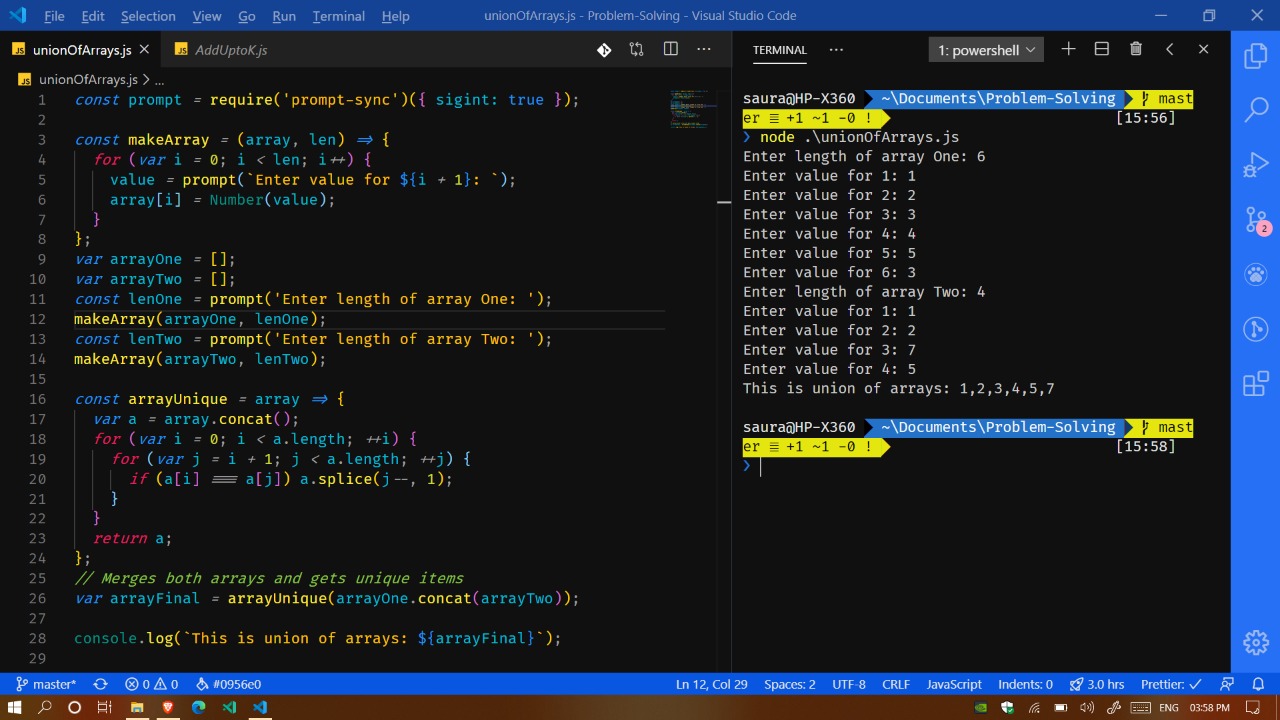 File Edit Selection View Go Run Terminal Help unionOfArrays.js - Problem-Solving - Visual Studio Code
JS unionOfArrays.js JS AddUptoK.js
JS unionOfArrays.js > ...
1 const prompt = require('prompt-sync')({ sigint: true });
2
3 const makeArray = (array, len) => {
4 for (var i = 0; i < len; i++) {
5 value = prompt(`Enter value for ${i + 1}: `);
6 array[i] = Number(value);
7 }
8 };
9 var arrayOne = [];
10 var arrayTwo = [];
11 const lenOne = prompt('Enter length of array One: ');
12 makeArray(arrayOne, lenOne);
13 const lenTwo = prompt('Enter length of array Two: ');
14 makeArray(arrayTwo, lenTwo);
15
16 const arrayUnique = array => {
17 var a = array.concat();
18 for (var i = 0; i < a.length; ++i) {
19 for (var j = i + 1; j < a.length; ++j) {
20 if (a[i] === a[j]) a.splice(j--, 1);
21 }
22 }
23 return a;
24 };
25 // Merges both arrays and gets unique items
26 var arrayFinal = arrayUnique(arrayOne.concat(arrayTwo));
27
28 console.log(`This is union of arrays: ${arrayFinal}`);
29
TERMINAL ... 1: powershell
saura@HP-X360 ~\Documents\Problem-Solving mast
er ≡ +1 ~1 -0 ! [15:56]
❯ node .\unionOfArrays.js
Enter length of array One: 6
Enter value for 1: 1
Enter value for 2: 2
Enter value for 3: 3
Enter value for 4: 4
Enter value for 5: 5
Enter value for 6: 3
Enter length of array Two: 4
Enter value for 1: 1
Enter value for 2: 2
Enter value for 3: 7
Enter value for 4: 5
This is union of arrays: 1,2,3,4,5,7
saura@HP-X360 ~\Documents\Problem-Solving mast
er ≡ +1 ~1 -0 ! [15:58]
❯
2
master* 0 0 #0956e0 Ln 12, Col 29 Spaces: 2 UTF-8 CRLF JavaScript Indents: 0 3.0 hrs Prettier: ✓
ENG 03:58 PM